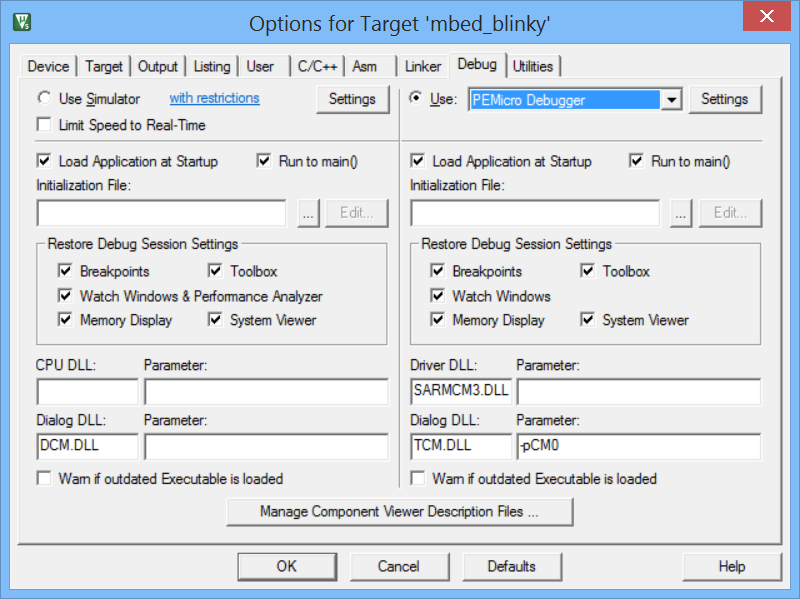 Options for Target 'mbed_blinky'
Device Target Output Listing User C/C++ Asm Linker Debug Utilities
Use Simulator with restrictions Settings
Limit Speed to Real-Time
Load Application at Startup Run to main()
Initialization File:
... Edit...
Restore Debug Session Settings
Breakpoints Toolbox
Watch Windows & Performance Analyzer
Memory Display System Viewer
CPU DLL: Parameter:
Dialog DLL: Parameter:
DCM.DLL
Warn if outdated Executable is loaded
Use: PEMicro Debugger Settings
Load Application at Startup Run to main()
Initialization File:
... Edit...
Restore Debug Session Settings
Breakpoints Toolbox
Watch Windows
Memory Display System Viewer
Driver DLL: Parameter:
SARMCM3.DLL
Dialog DLL: Parameter:
TCM.DLL -pCM0
Warn if outdated Executable is loaded
Manage Component Viewer Description Files ...
OK Cancel Defaults Help